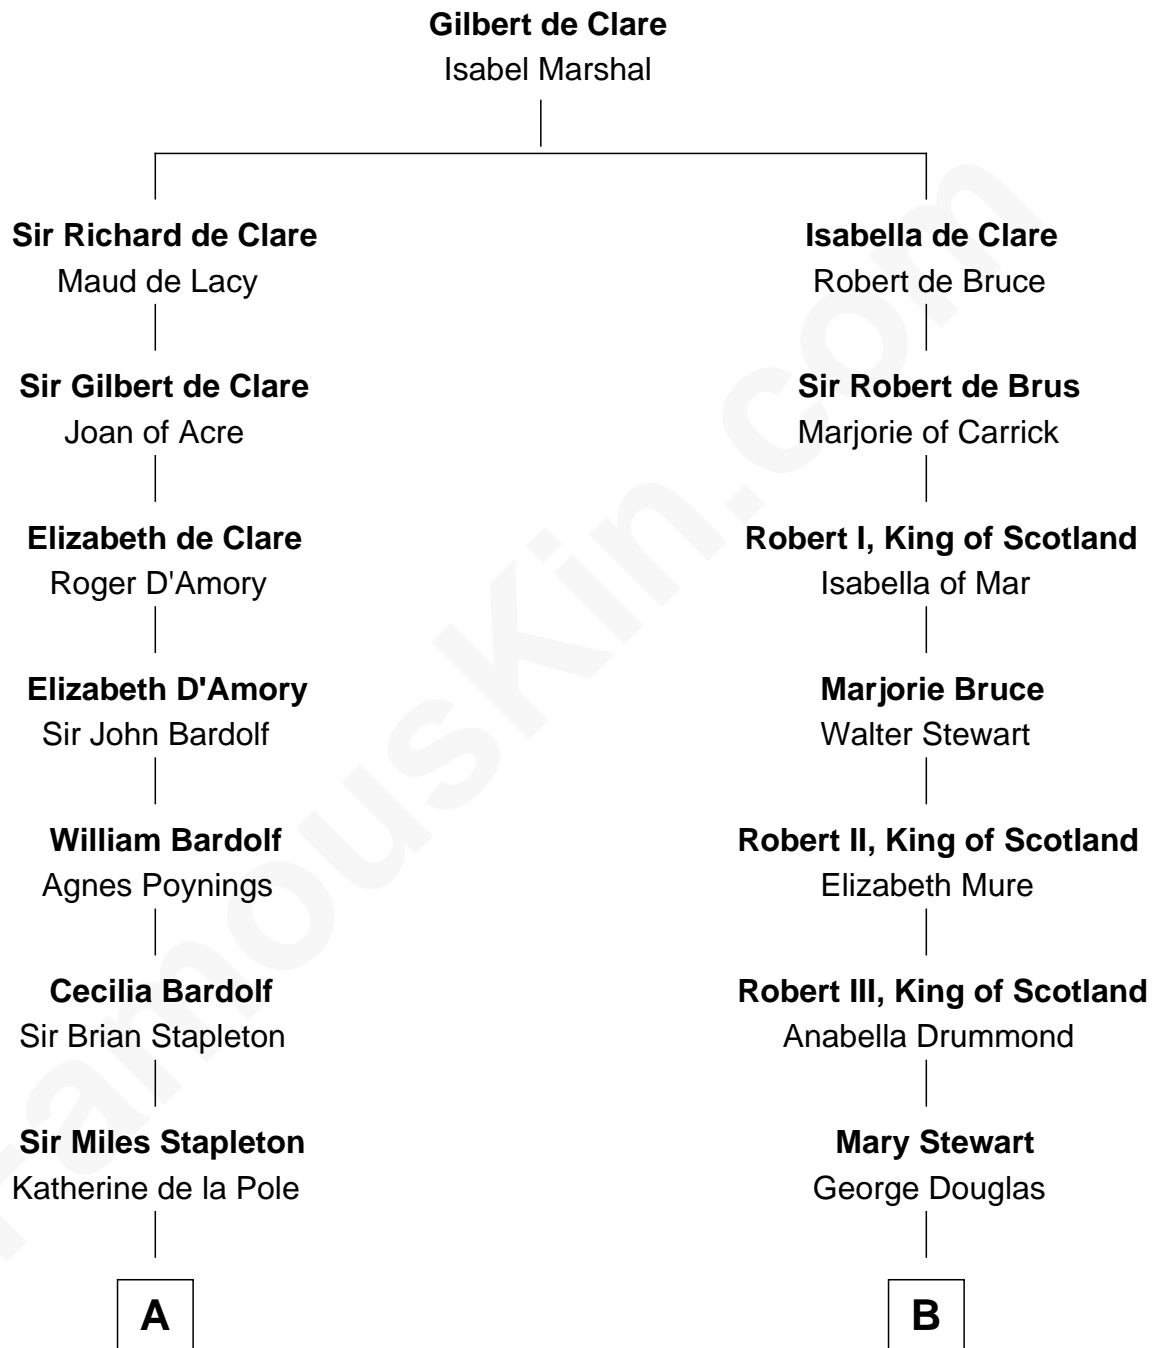 Gilbert de Clare
Isabel Marshal
Sir Richard de Clare
Maud de Lacy
Isabella de Clare
Robert de Bruce
Sir Gilbert de Clare
Joan of Acre
Sir Robert de Brus
Marjorie of Carrick
Elizabeth de Clare
Roger D'Amory
Robert I, King of Scotland
Isabella of Mar
Elizabeth D'Amory
Sir John Bardolf
Marjorie Bruce
Walter Stewart
William Bardolf
Agnes Poynings
Robert II, King of Scotland
Elizabeth Mure
Cecilia Bardolf
Sir Brian Stapleton
Robert III, King of Scotland
Anabella Drummond
Sir Miles Stapleton
Katherine de la Pole
Mary Stewart
George Douglas
A
B
FamousKin.com